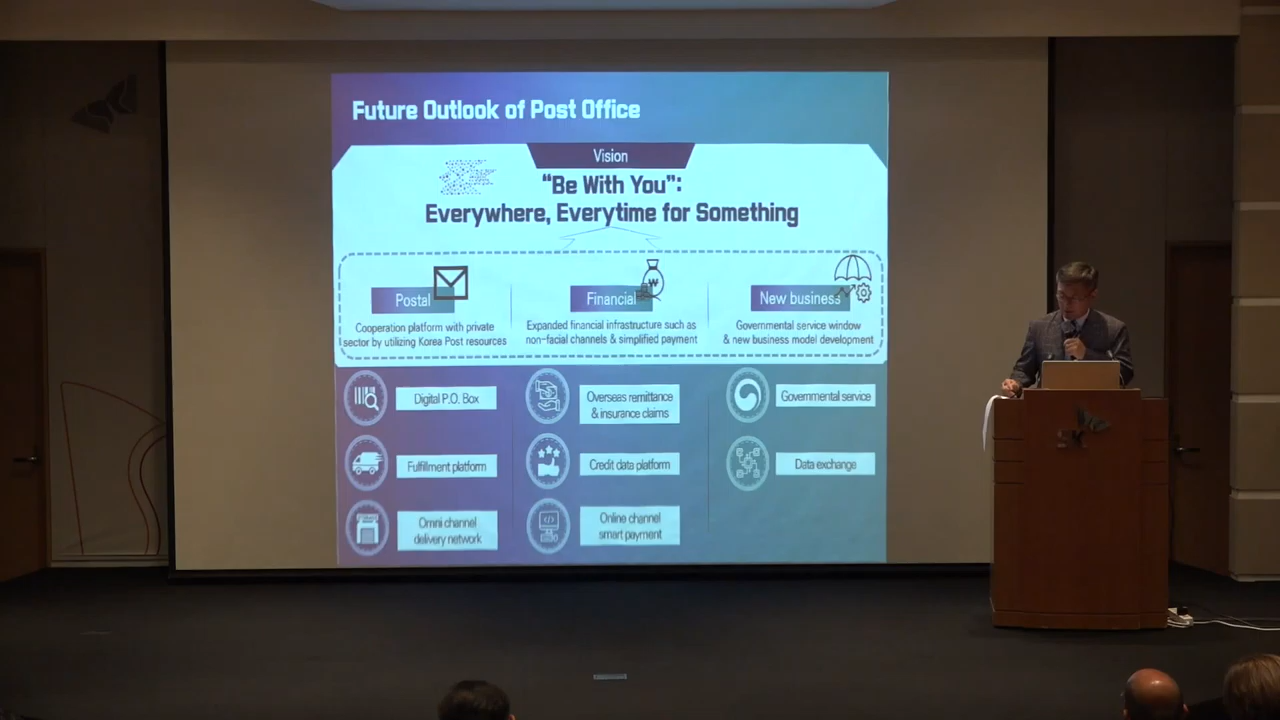 Future Outlook of Post Office
Vision
“Be With You”:
Everywhere, Everytime for Something
Postal
Cooperation platform with private
sector by utilizing Korea Post resources
Financial
Expanded financial infrastructure such as
non-facial channels & simplified payment
New business
Governmental service window
& new business model development
Digital P.O. Box
Fulfillment platform
Omni channel
delivery network
Overseas remittance
& insurance claims
Credit data platform
Online channel
smart payment
Governmental service
Data exchange